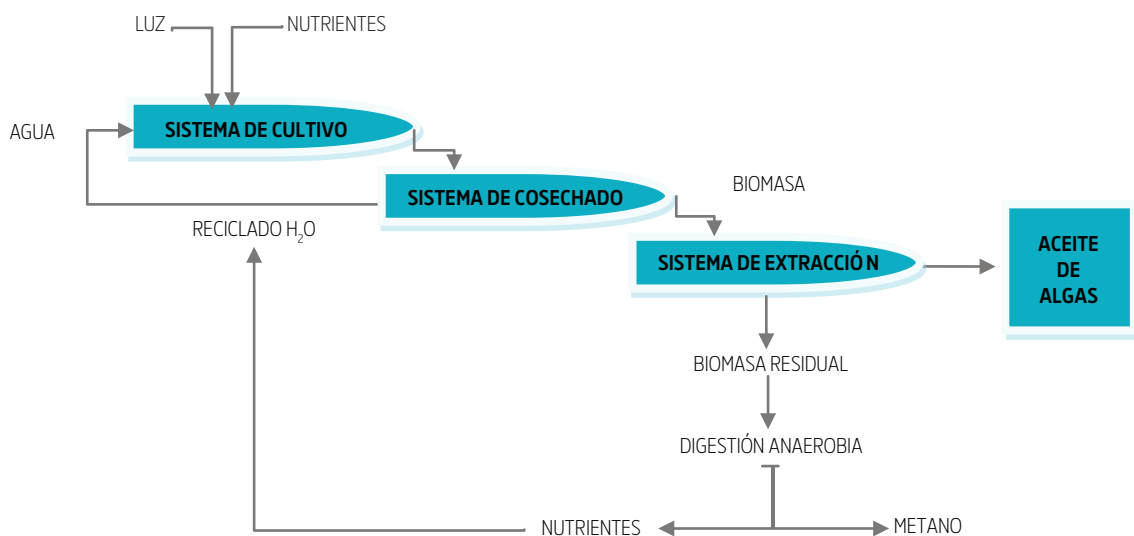 LUZ
NUTRIENTES
AGUA
SISTEMA DE CULTIVO
SISTEMA DE COSECHADO
BIOMASA
RECICLADO H₂O
SISTEMA DE EXTRACCIÓ N
ACEITE
DE
ALGAS
BIOMASA RESIDUAL
DIGESTIÓN ANAEROBIA
NUTRIENTES
METANO